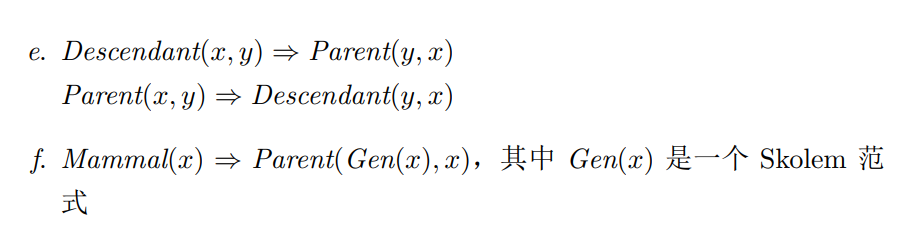 e. Descendant(x, y) ⇒ Parent(y, x)
Parent(x, y) ⇒ Descendant(y, x)
f. Mammal(x) ⇒ Parent(Gen(x), x)，其中 Gen(x) 是一个 Skolem 范
式